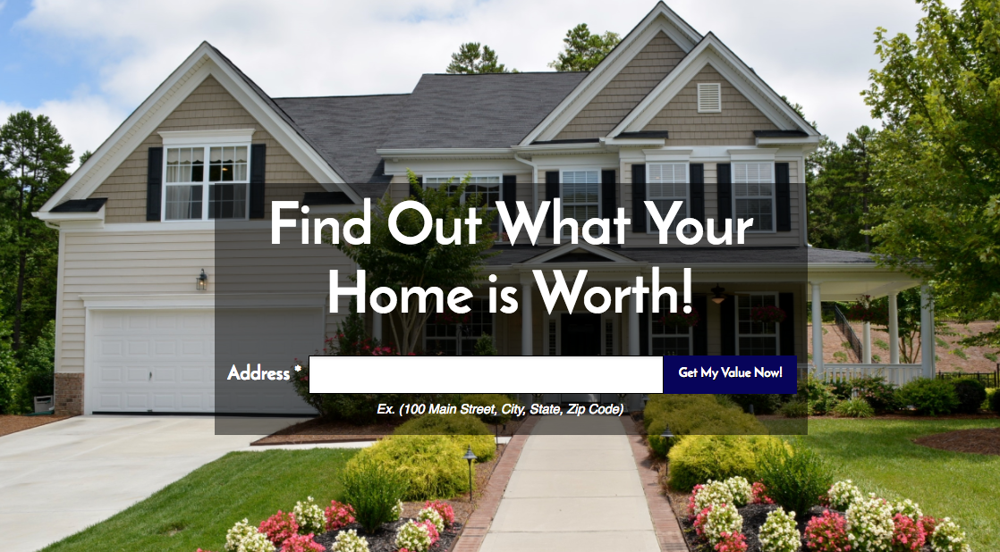 Find Out What Your
Home is Worth!
Address *
Get My Value Now!
Ex. (100 Main Street, City, State, Zip Code)